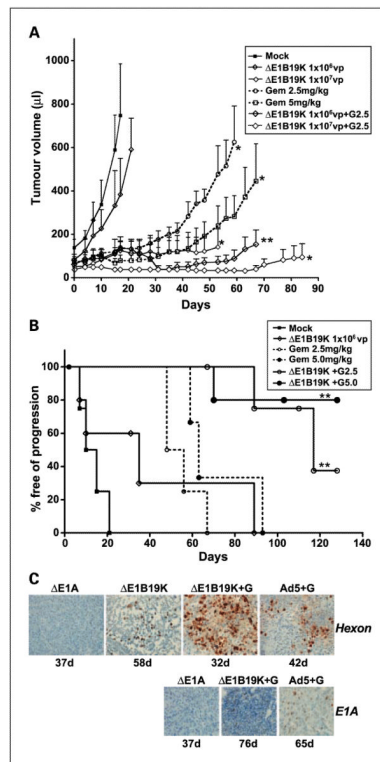 A
Tumour volume (µl)
1000
800
600
400
200
0
Mock
ΔE1B19K 1x10⁶vp
ΔE1B19K 1x10⁷vp
Gem 2.5mg/kg
Gem 5mg/kg
ΔE1B19K 1x10⁶vp+G2.5
ΔE1B19K 1x10⁷vp+G2.5
*
*
*
**
*
0 10 20 30 40 50 60 70 80 90
Days
B
% free of progression
100
80
60
40
20
0
Mock
ΔE1B19K 1x10⁶vp
Gem 2.5mg/kg
Gem 5.0mg/kg
ΔE1B19K +G2.5
ΔE1B19K +G5.0
**
**
0 20 40 60 80 100 120 140
Days
C
ΔE1A ΔE1B19K ΔE1B19K+G Ad5+G
Hexon
37d 58d 32d 42d
ΔE1A ΔE1B19K+G Ad5+G
E1A
37d 76d 65d